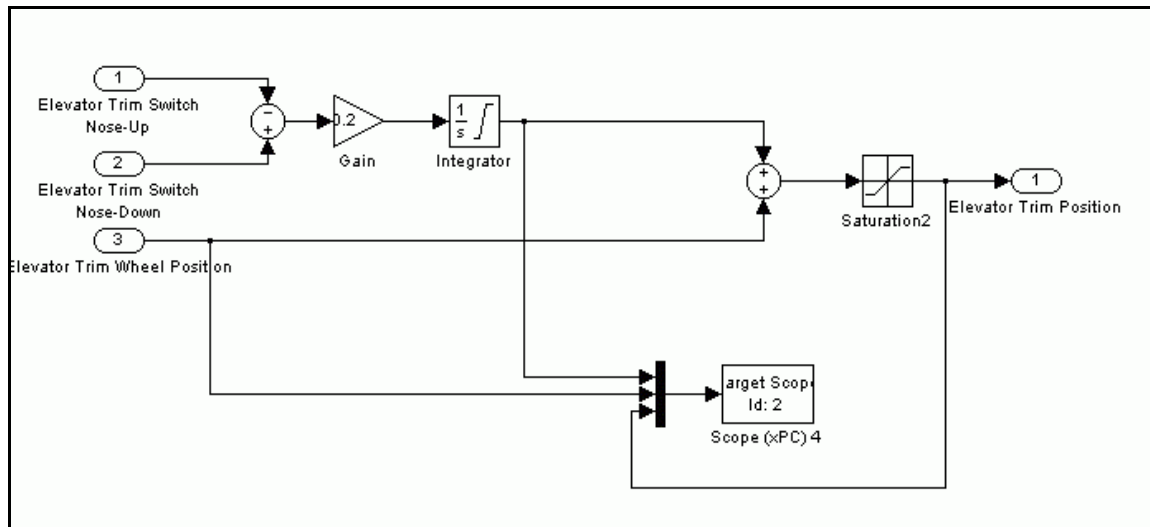 1
Elevator Trim Switch
Nose-Up
2
Elevator Trim Switch
Nose-Down
3
Elevator Trim Wheel Position
−
+
0.2
Gain
1
s
Integrator
+
+
Saturation2
1
Elevator Trim Position
arget Scope
Id: 2
Scope (xPC) 4